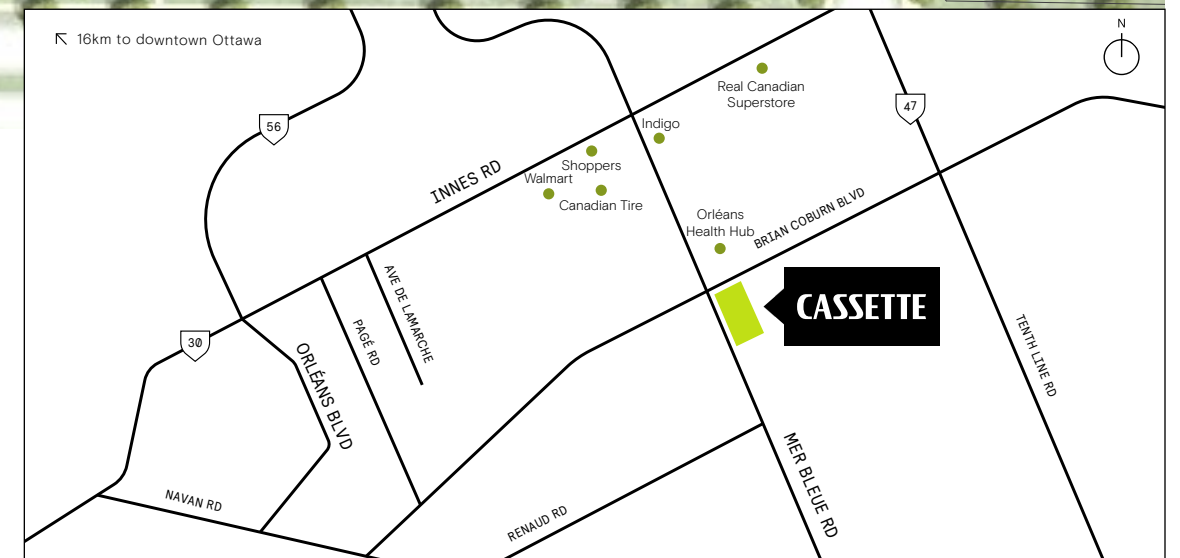 16km to downtown Ottawa
N
Real Canadian
Superstore
47
56
Indigo
Shoppers
INNES RD
Walmart
Canadian Tire
Orléans
Health Hub
BRIAN COBURN BLVD
CASSETTE
AVE DE LAMARCHE
PAGÉ RD
30
ORLÉANS BLVD
TENTH LINE RD
MER BLEUE RD
NAVAN RD
RENAUD RD